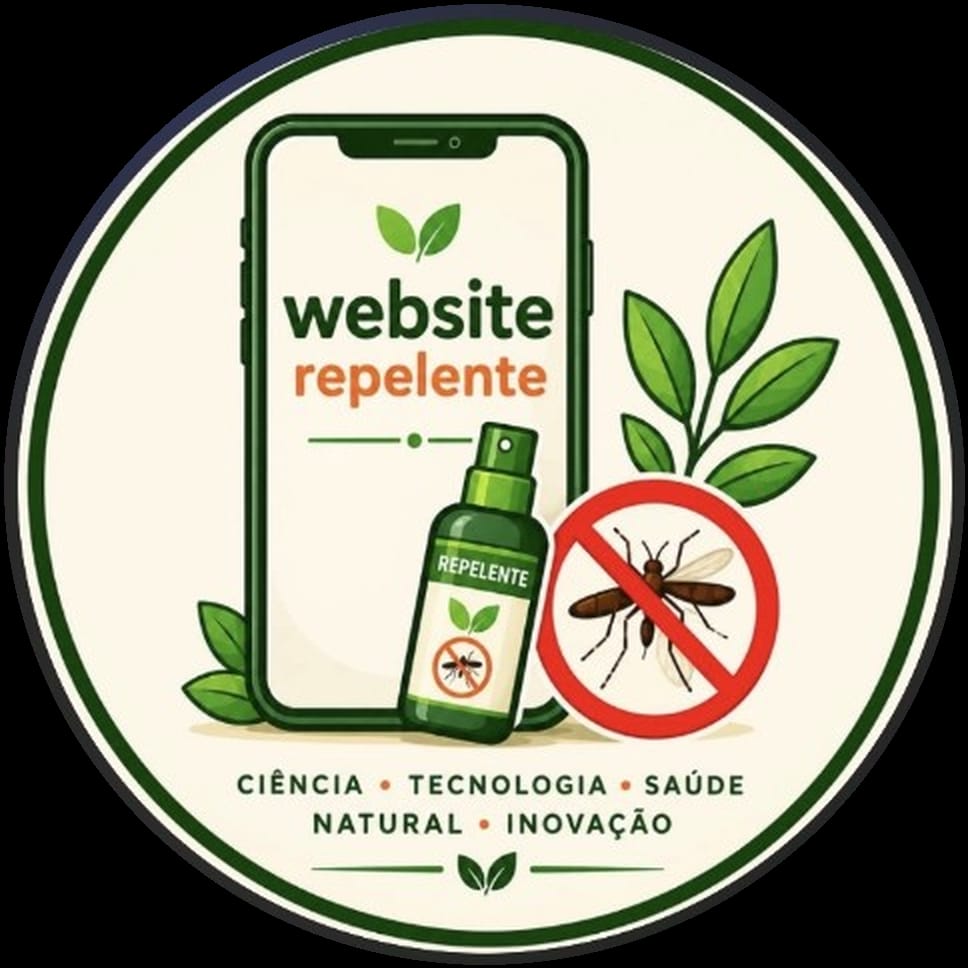 website
repelente
REPELENTE
CIÊNCIA • TECNOLOGIA • SAÚDE
NATURAL • INOVAÇÃO